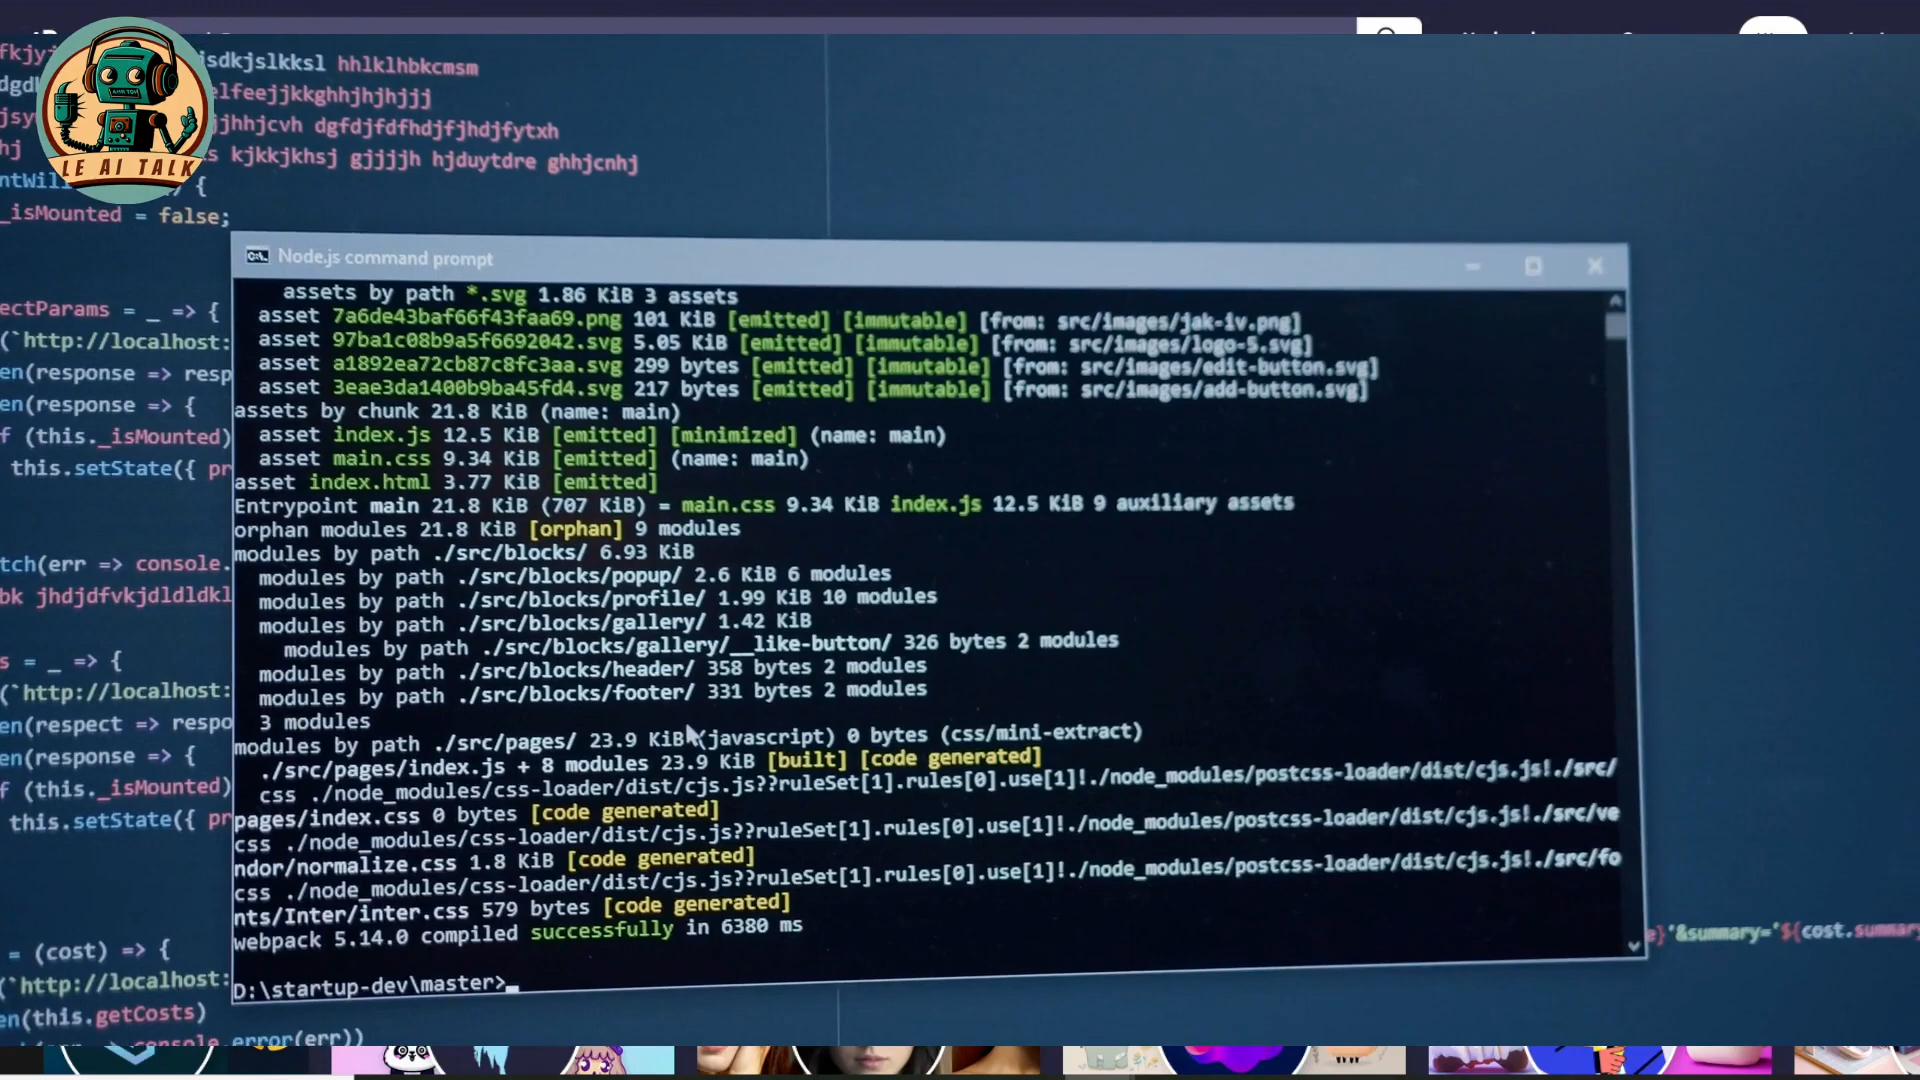 LE AI TALK
isdkjslkksl hhlklhbkcmsm
elfeejjkkghhjhjhjjj
jjhhjcvh dgfdjfdfhdjfjhdjfytxh
s kjkkjkhsj gjjjjh hjduytdre ghhjcnhj
ntWill ) {
_isMounted = false;
ectParams = _ => {
(`http://localhost:
en(response => resp
en(response => {
f (this._isMounted)
this.setState({ pr
tch(err => console.
bk jhdjdfvkjdldldkl
s = _ => {
(`http://localhost:
en(respect => respo
en(response => {
f (this._isMounted)
this.setState({ pr
= (cost) => {
(`http://localhost:
en(this.getCosts)
console.error(err))
Node.js command prompt
assets by path *.svg 1.86 KiB 3 assets
asset 7a6de43baf66f43faa69.png 101 KiB [emitted] [immutable] [from: src/images/jak-iv.png]
asset 97ba1c08b9a5f6692042.svg 5.05 KiB [emitted] [immutable] [from: src/images/logo-5.svg]
asset a1892ea72cb87c8fc3aa.svg 299 bytes [emitted] [immutable] [from: src/images/edit-button.svg]
asset 3eae3da1400b9ba45fd4.svg 217 bytes [emitted] [immutable] [from: src/images/add-button.svg]
assets by chunk 21.8 KiB (name: main)
asset index.js 12.5 KiB [emitted] [minimized] (name: main)
asset main.css 9.34 KiB [emitted] (name: main)
asset index.html 3.77 KiB [emitted]
Entrypoint main 21.8 KiB (707 KiB) = main.css 9.34 KiB index.js 12.5 KiB 9 auxiliary assets
orphan modules 21.8 KiB [orphan] 9 modules
modules by path ./src/blocks/ 6.93 KiB
modules by path ./src/blocks/popup/ 2.6 KiB 6 modules
modules by path ./src/blocks/profile/ 1.99 KiB 10 modules
modules by path ./src/blocks/gallery/ 1.42 KiB
modules by path ./src/blocks/gallery/__like-button/ 326 bytes 2 modules
modules by path ./src/blocks/header/ 358 bytes 2 modules
modules by path ./src/blocks/footer/ 331 bytes 2 modules
3 modules
modules by path ./src/pages/ 23.9 KiB (javascript) 0 bytes (css/mini-extract)
./src/pages/index.js + 8 modules 23.9 KiB [built] [code generated]
css ./node_modules/css-loader/dist/cjs.js??ruleSet[1].rules[0].use[1]!./node_modules/postcss-loader/dist/cjs.js!./src/
pages/index.css 0 bytes [code generated]
css ./node_modules/css-loader/dist/cjs.js??ruleSet[1].rules[0].use[1]!./node_modules/postcss-loader/dist/cjs.js!./src/ve
ndor/normalize.css 1.8 KiB [code generated]
css ./node_modules/css-loader/dist/cjs.js??ruleSet[1].rules[0].use[1]!./node_modules/postcss-loader/dist/cjs.js!./src/fo
nts/Inter/inter.css 579 bytes [code generated]
webpack 5.14.0 compiled successfully in 6380 ms
D:\startup-dev\master>
e}'&summary='${cost.summary